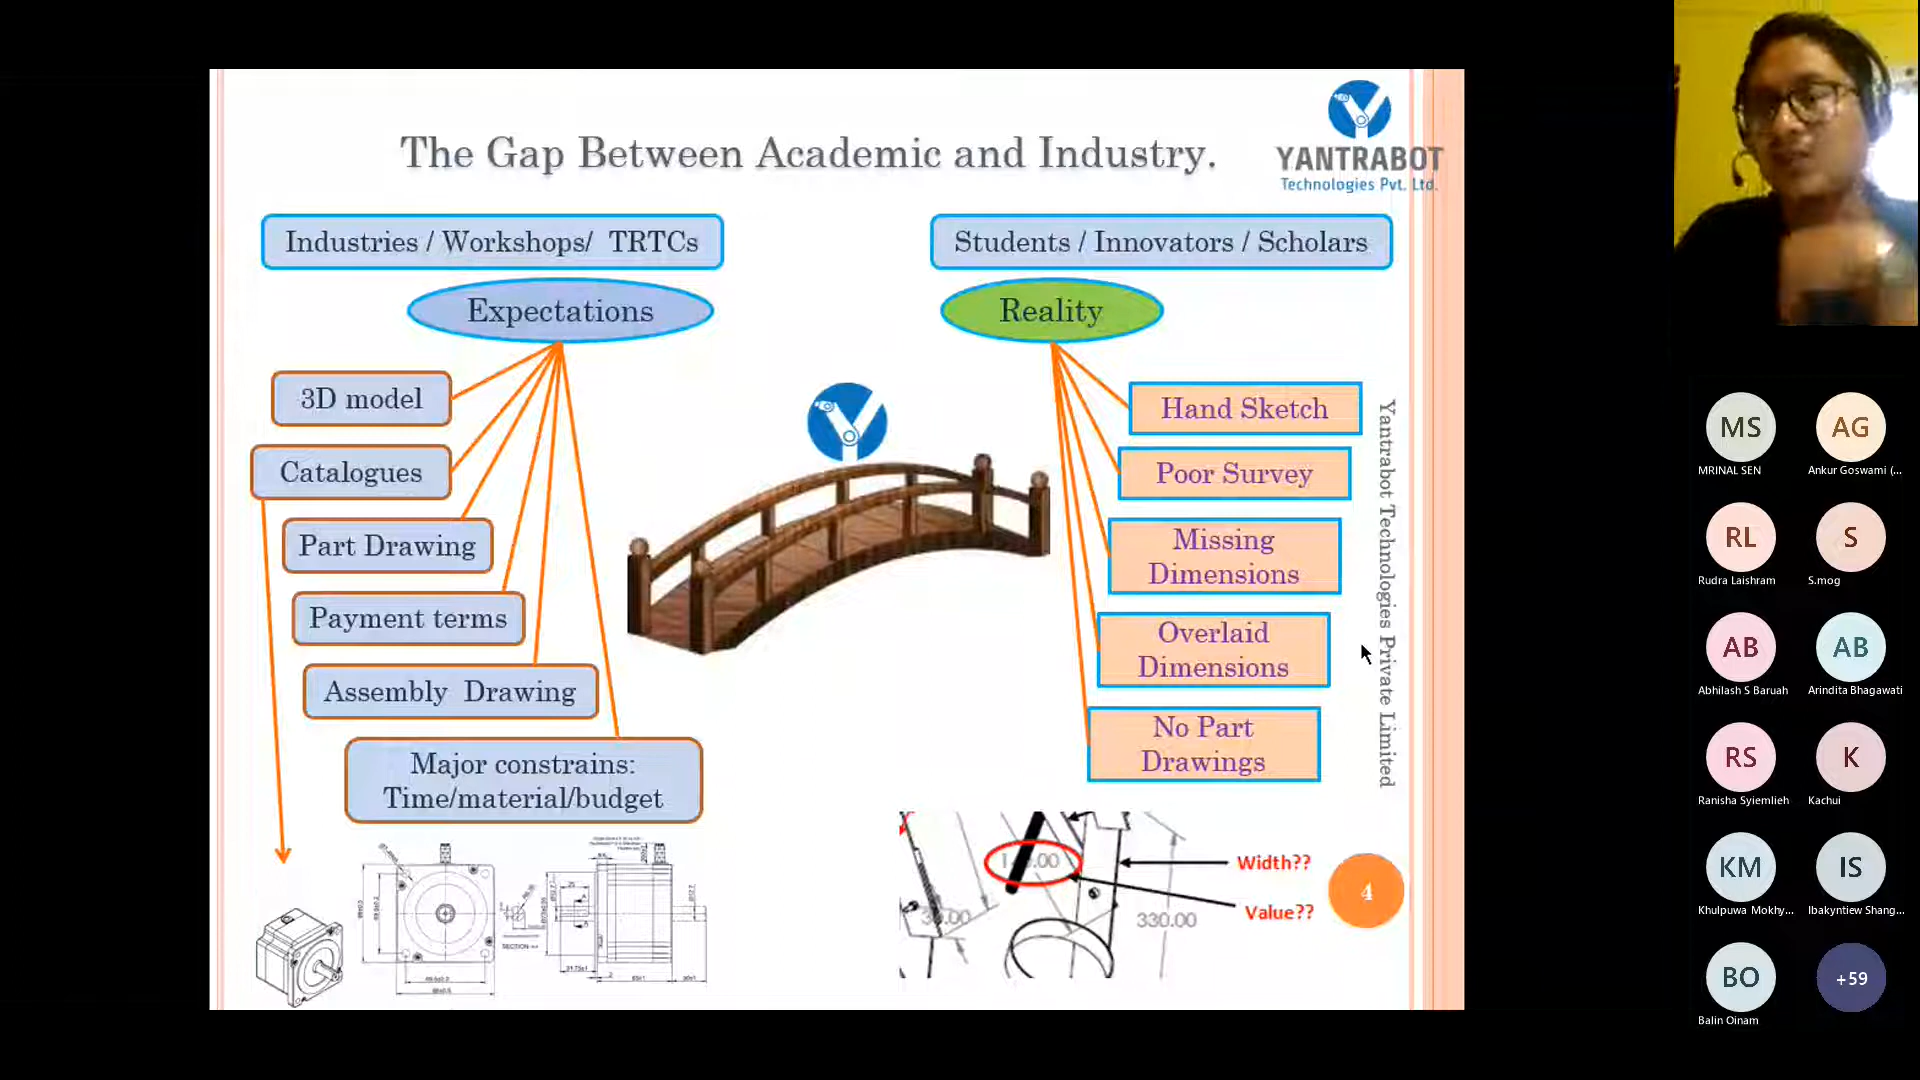 The Gap Between Academic and Industry.
YANTRABOT
Technologies Pvt. Ltd.
Industries / Workshops/ TRTCs
Students / Innovators / Scholars
Expectations
Reality
3D model
Catalogues
Part Drawing
Payment terms
Assembly Drawing
Major constrains:
Time/material/budget
Hand Sketch
Poor Survey
Missing
Dimensions
Overlaid
Dimensions
No Part
Drawings
Yantrabot Technologies Private Limited
Width??
Value??
330.00
4
MS
MRINAL SEN
AG
Ankur Goswami (...
RL
Rudra Laishram
S
S.mog
AB
Abhilash S Baruah
AB
Arindita Bhagawati
RS
Ranisha Syiemlieh
K
Kachui
KM
Khulpuwa Mokhy...
IS
Ibakyntiew Shang...
BO
Balin Oinam
+59